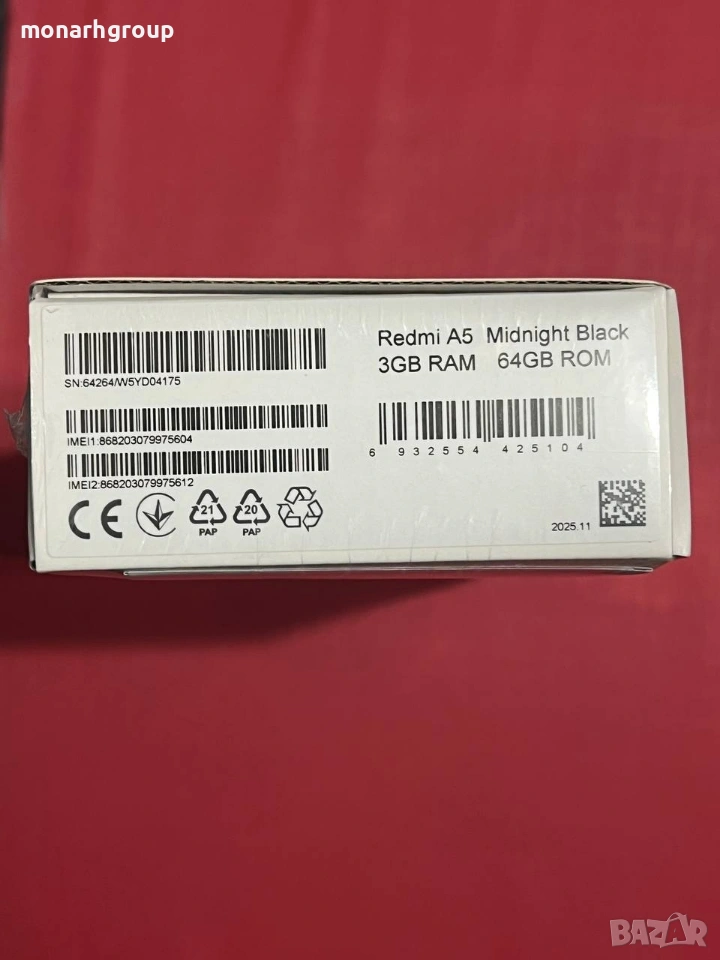 monarhgroup
Redmi A5 Midnight Black
3GB RAM 64GB ROM
SN:64264/W5YD04175
IMEI1:868203079975604
IMEI2:868203079975612
6 932554 425104
CE
21
PAP
20
PAP
2025.11
BAZAR